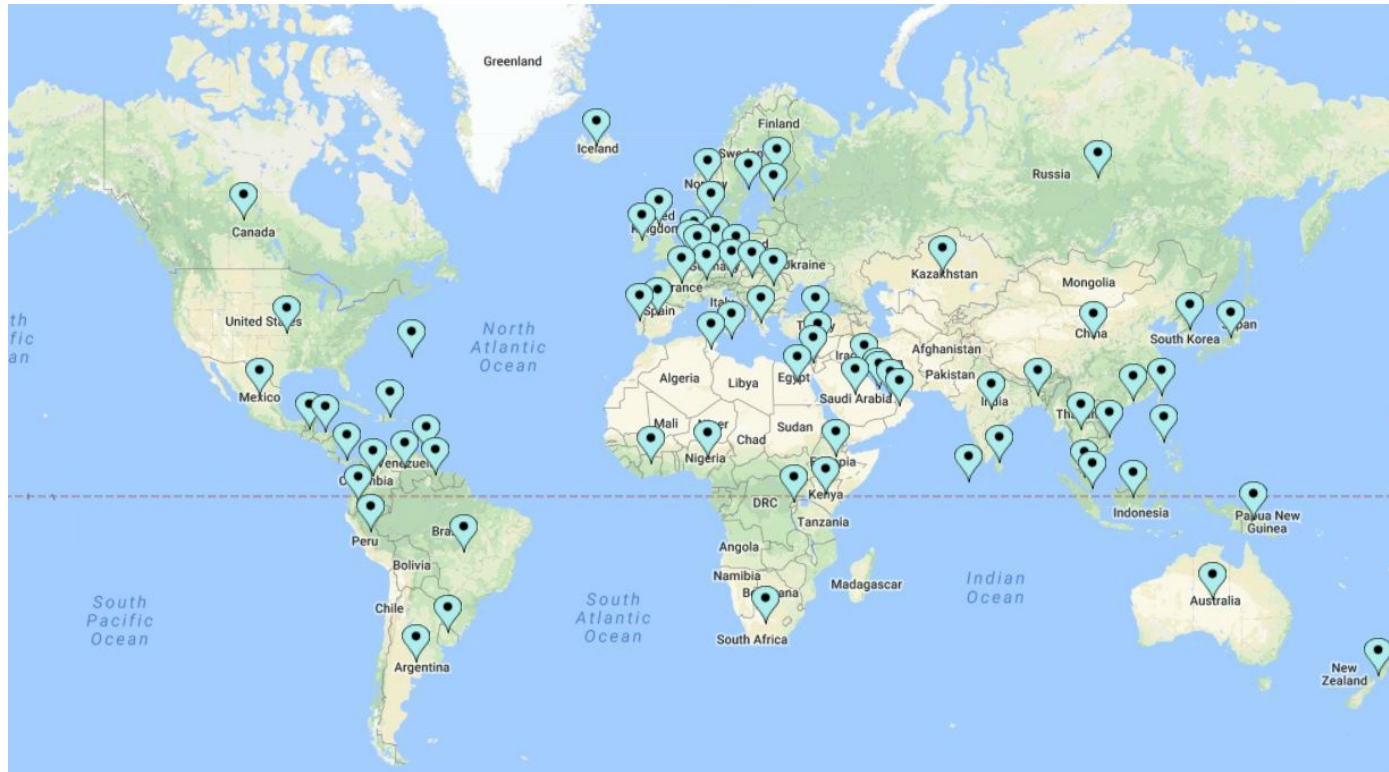 Greenland
Iceland
Finland
Russia
Canada
Ukraine
Kazakhstan
Mongolia
United States
North
Atlantic
Ocean
Spain
China
South Korea
Afghanistan
Algeria
Libya
Egypt
Pakistan
Mexico
Saudi Arabia
India
Mali
Chad
Sudan
Nigeria
DRC
Kenya
Tanzania
Indonesia
Papua New
Guinea
Peru
Bolivia
Angola
Namibia
Madagascar
Indian
Ocean
South
Pacific
Ocean
Chile
South
Atlantic
Ocean
Australia
South Africa
Argentina
New
Zealand